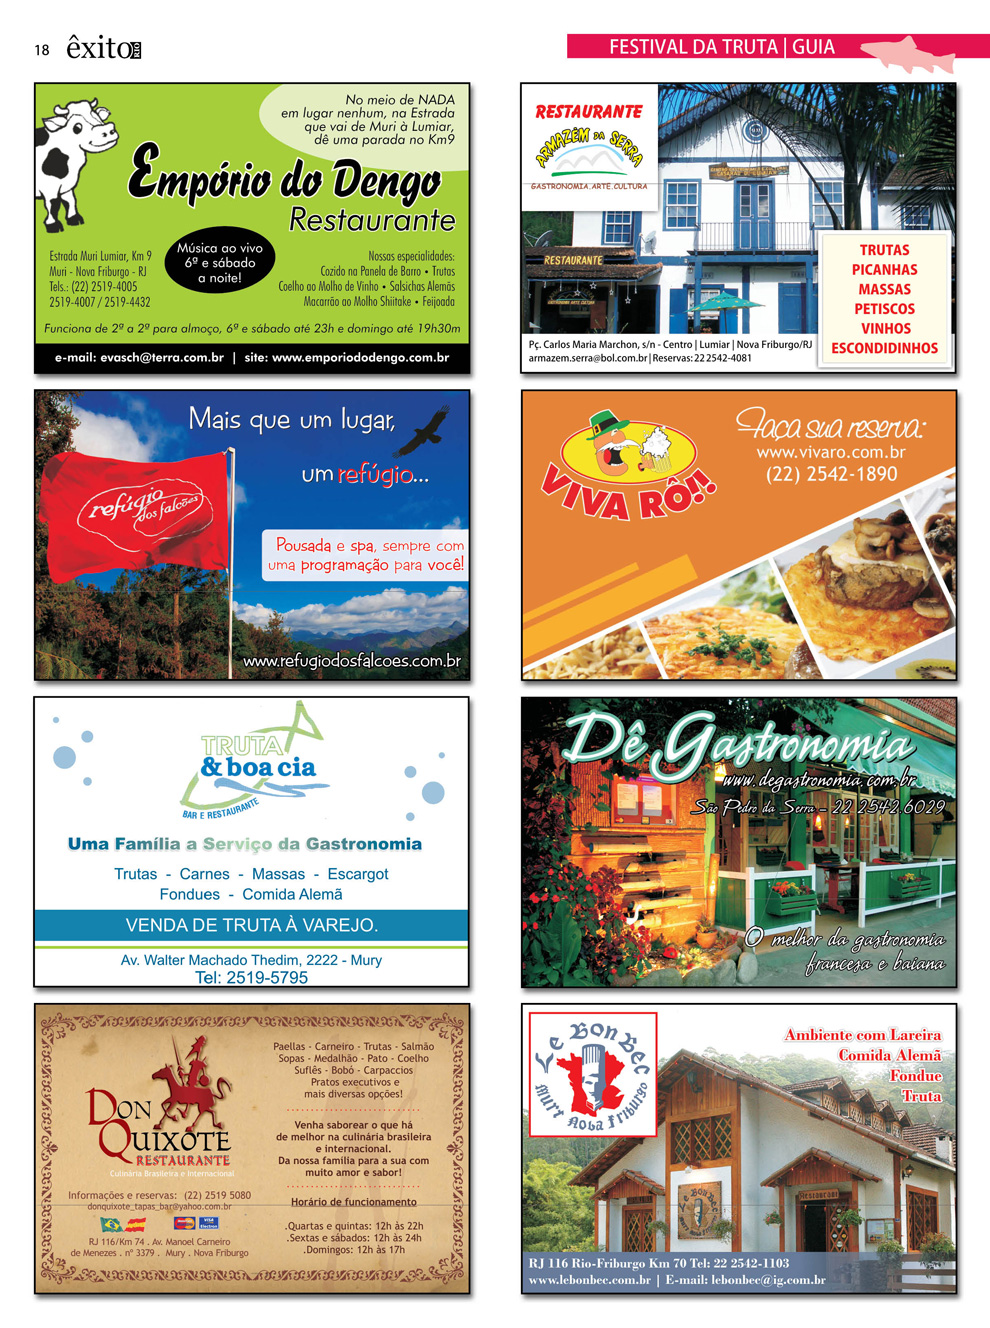 18 êxito RIO
FESTIVAL DA TRUTA | GUIA
No meio de NADA
em lugar nenhum, na Estrada
que vai de Muri à Lumiar,
dê uma parada no Km9
Empório do Dengo
Restaurante
Música ao vivo
6ª e sábado
a noite!
Estrada Muri Lumiar, Km 9
Muri - Nova Friburgo - RJ
Tels.: (22) 2519-4005
2519-4007 / 2519-4432
Nossas especialidades:
Cozido na Panela de Barro • Trutas
Coelho ao Molho de Vinho • Salsichas Alemãs
Macarrão ao Molho Shiitake • Feijoada
Funciona de 2ª a 2ª para almoço, 6ª e sábado até 23h e domingo até 19h30m
e-mail: evasch@terra.com.br | site: www.emporiododengo.com.br
RESTAURANTE
ARMAZÉM DA SERRA
GASTRONOMIA.ARTE.CULTURA
RESTAURANTE
TRUTAS
PICANHAS
MASSAS
PETISCOS
VINHOS
ESCONDIDINHOS
Pç. Carlos Maria Marchon, s/n - Centro | Lumiar | Nova Friburgo/RJ
armazem.serra@bol.com.br | Reservas: 22 2542-4081
Mais que um lugar,
um refúgio...
refúgio
dos falcões
Pousada e spa, sempre com
uma programação para você!
www.refugiodosfalcoes.com.br
VIVA RÔ!!
Faça sua reserva:
www.vivaro.com.br
(22) 2542-1890
TRUTA
& boa cia
BAR E RESTAURANTE
Uma Família a Serviço da Gastronomia
Trutas - Carnes - Massas - Escargot
Fondues - Comida Alemã
VENDA DE TRUTA À VAREJO.
Av. Walter Machado Thedim, 2222 - Mury
Tel: 2519-5795
Dê Gastronomia
www.degastronomia.com.br
São Pedro da Serra - 22 2542.6029
O melhor da gastronomia
francesa e baiana
DON
QUIXOTE
RESTAURANTE
Culinária Brasileira e Internacional
Informações e reservas: (22) 2519 5080
donquixote_tapas_bar@yahoo.com.br
RJ 116/Km 74 . Av. Manoel Carneiro
de Menezes . nº 3379 . Mury . Nova Friburgo
Paellas - Carneiro - Trutas - Salmão
Sopas - Medalhão - Pato - Coelho
Suflês - Bobô - Carpaccios
Pratos executivos e
mais diversas opções!
Venha saborear o que há
de melhor na culinária brasileira
e internacional.
Da nossa família para a sua com
muito amor e sabor!
Horário de funcionamento
.Quartas e quintas: 12h às 22h
.Sextas e sábados: 12h às 24h
.Domingos: 12h às 17h
LE BON BEC
Muri Nova Friburgo
Ambiente com Lareira
Comida Alemã
Fondue
Truta
Le Bon Bec
Restaurant
RJ 116 Rio-Friburgo Km 70 Tel: 22 2542-1103
www.lebonbec.com.br | E-mail: lebonbec@ig.com.br